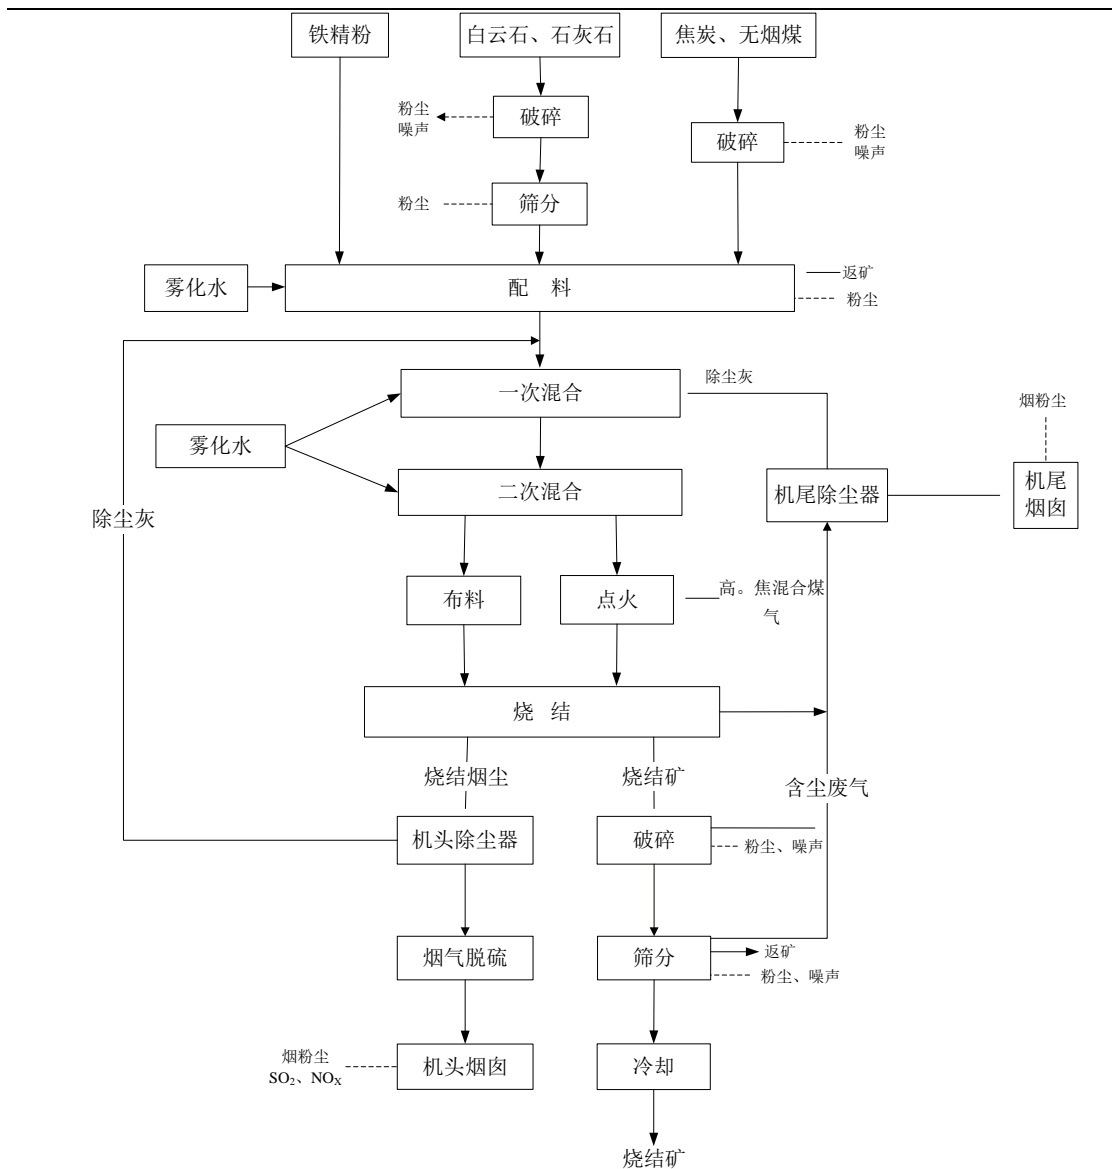 铁精粉
白云石、石灰石
焦炭、无烟煤
粉尘
噪声
破碎
破碎
粉尘
噪声
粉尘
筛分
雾化水
配 料
返矿
粉尘
一次混合
除尘灰
烟粉尘
雾化水
二次混合
机尾除尘器
机尾
烟囱
除尘灰
布料
点火
高。焦混合煤
气
烧 结
烧结烟尘
烧结矿
含尘废气
机头除尘器
破碎
粉尘、噪声
烟气脱硫
筛分
返矿
粉尘、噪声
烟粉尘
SO₂、NOX
机头烟囱
冷却
烧结矿